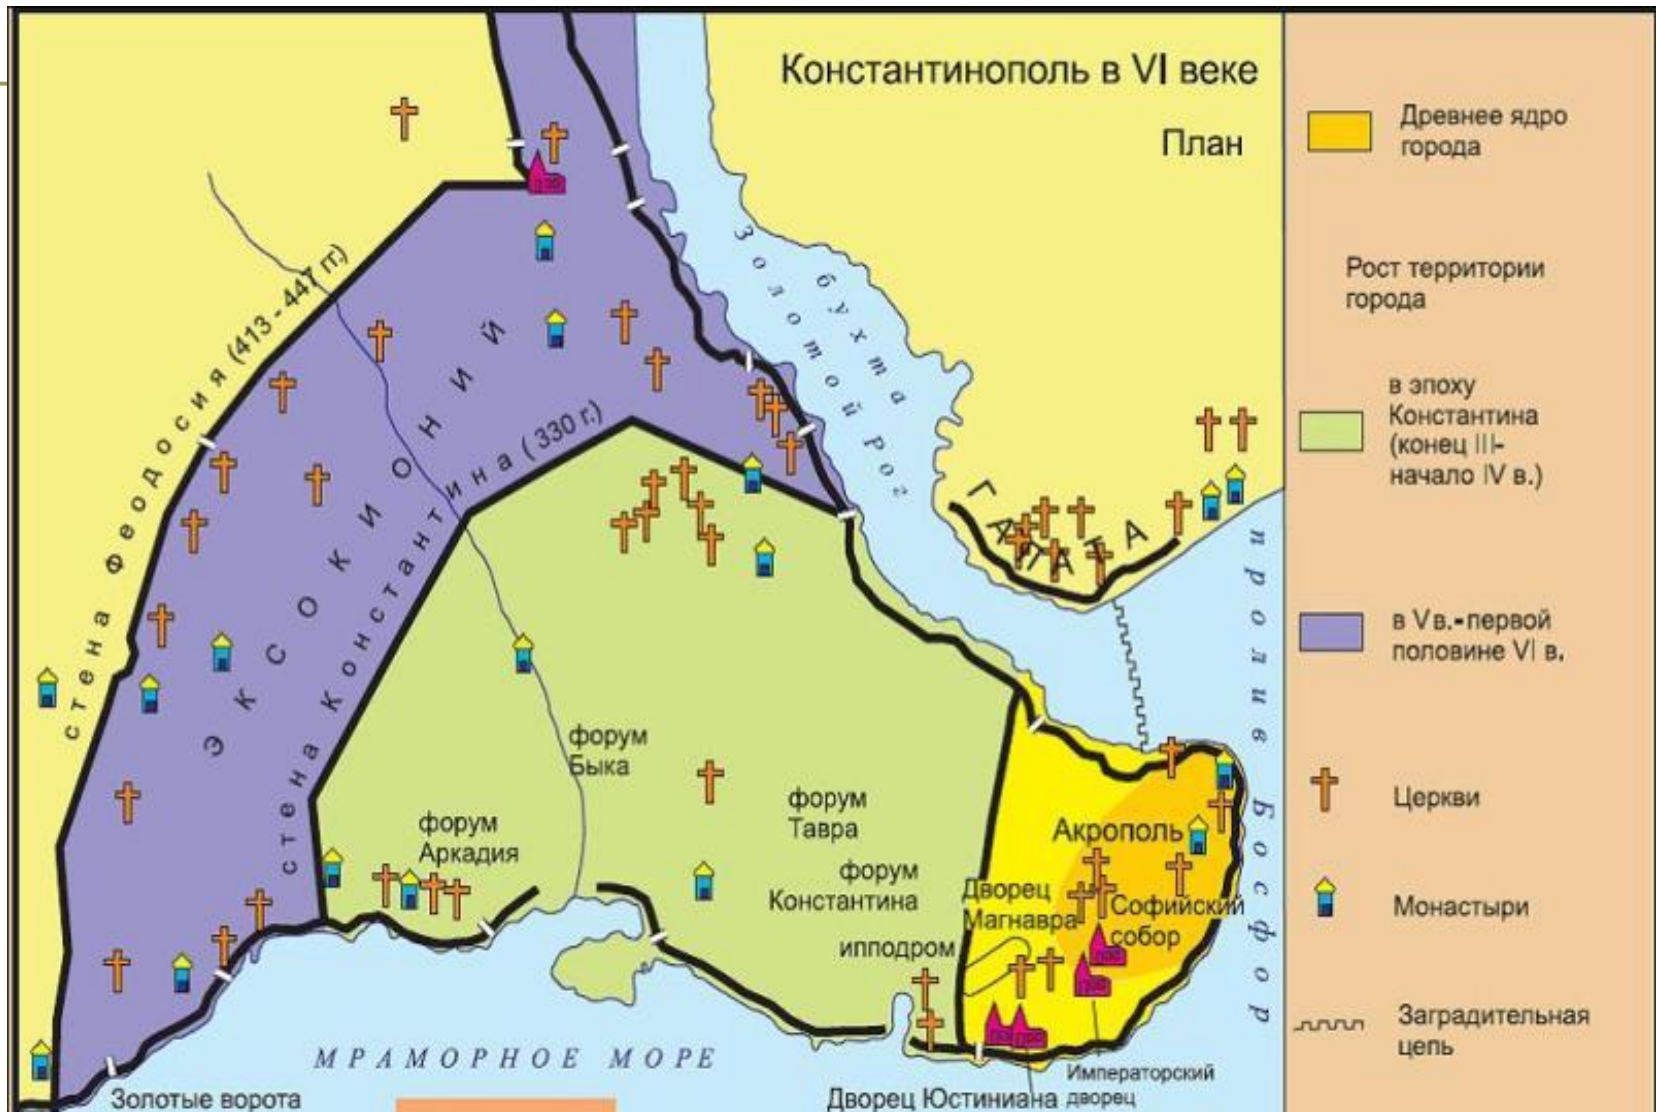 Константинополь в VI веке
План
стена Феодосия (413 - 447 гг.)
ЭКСОКИОНИЙ
стена Константина (330 г.)
бухта
Золотой Рог
ГАЛАТА
пролив Босфор
форум
Быка
форум
Аркадия
форум
Тавра
форум
Константина
ипподром
Акрополь
Дворец
Магнавра
Софийский
собор
МРАМОРНОЕ МОРЕ
Золотые ворота
Дворец Юстиниана
Императорский
дворец
Древнее ядро
города
Рост территории
города
в эпоху
Константина
(конец III-
начало IV в.)
в V в.-первой
половине VI в.
Церкви
Монастыри
Заградительная
цепь